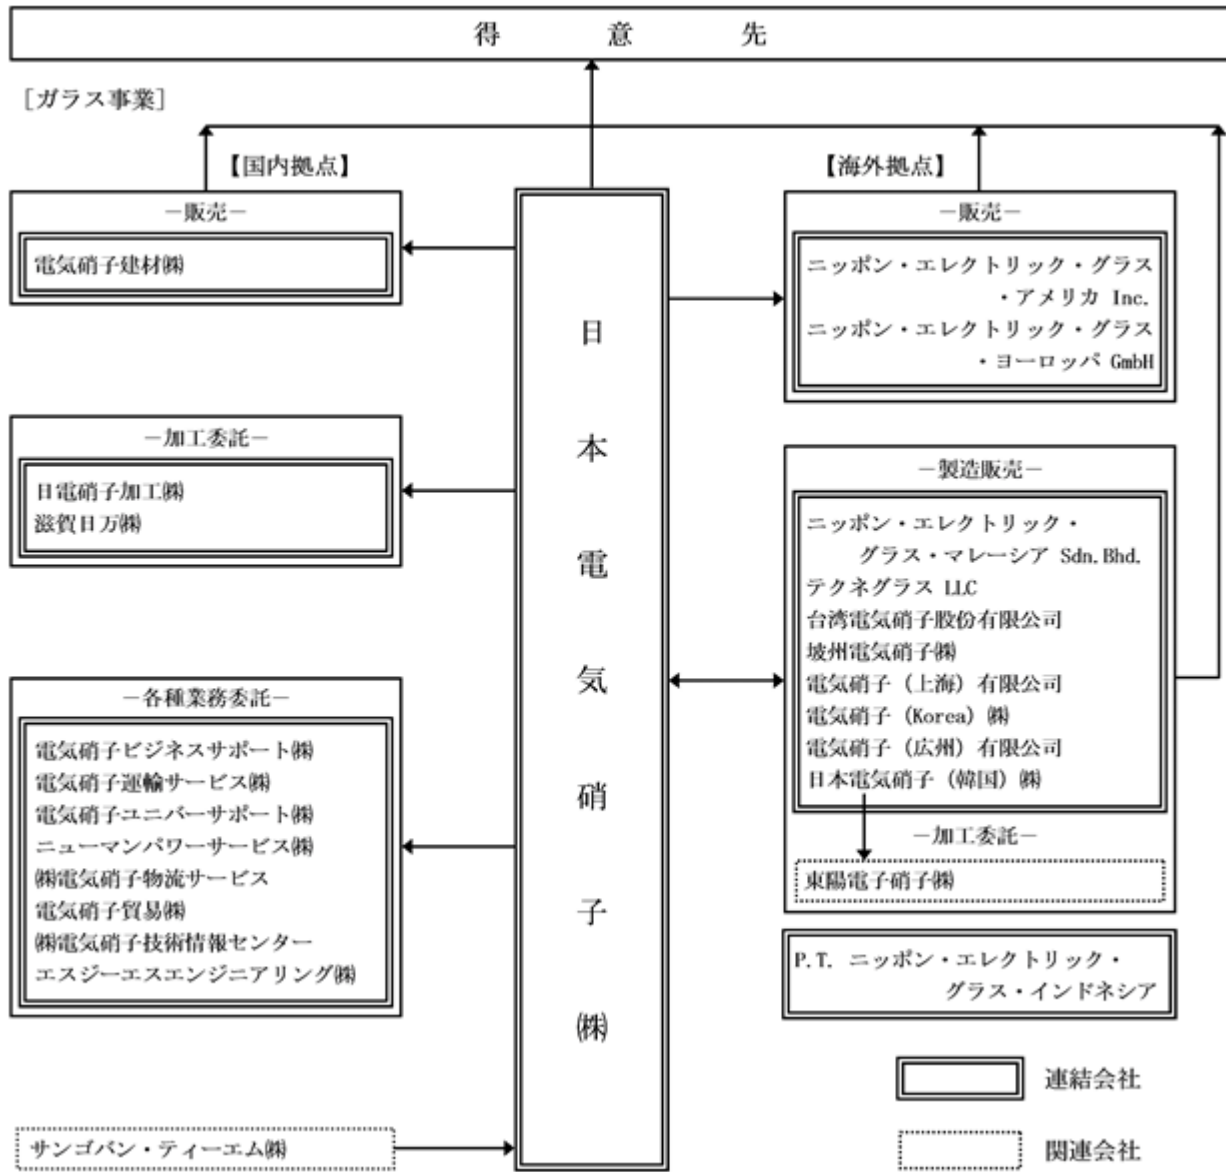 得意先
[ガラス事業]
【国内拠点】
－販売－
電気硝子建材㈱
－加工委託－
日電硝子加工㈱
滋賀日万㈱
－各種業務委託－
電気硝子ビジネスサポート㈱
電気硝子運輸サービス㈱
電気硝子ユニバーサポート㈱
ニューマンパワーサービス㈱
㈱電気硝子物流サービス
電気硝子貿易㈱
㈱電気硝子技術情報センター
エスジーエスエンジニアリング㈱
サンゴバン・ティーエム㈱
日本電気硝子㈱
【海外拠点】
－販売－
ニッポン・エレクトリック・グラス
・アメリカ Inc.
ニッポン・エレクトリック・グラス
・ヨーロッパ GmbH
－製造販売－
ニッポン・エレクトリック・
グラス・マレーシア Sdn.Bhd.
テクネグラス LLC
台湾電気硝子股份有限公司
坡州電気硝子㈱
電気硝子（上海）有限公司
電気硝子（Korea）㈱
電気硝子（広州）有限公司
日本電気硝子（韓国）㈱
－加工委託－
東陽電子硝子㈱
P.T. ニッポン・エレクトリック・
グラス・インドネシア
連結会社
関連会社